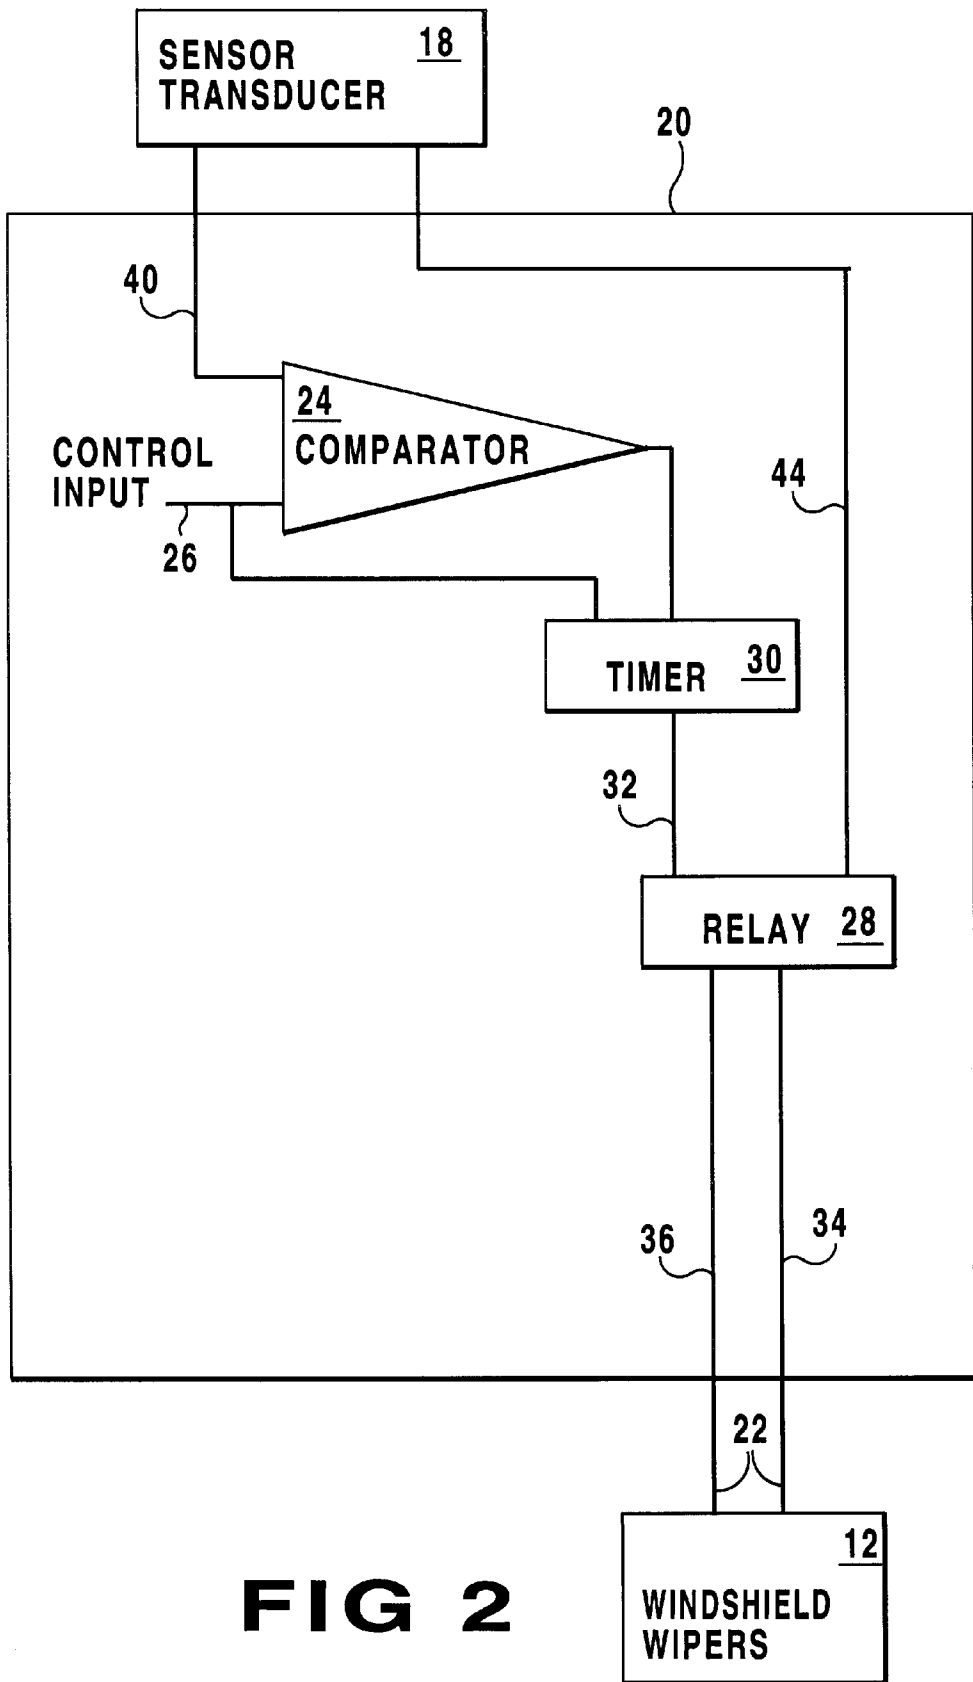 SENSOR 18
TRANSDUCER
20
40
24
COMPARATOR
CONTROL
INPUT
26
44
TIMER 30
32
RELAY 28
36
34
22
12
WINDSHIELD
WIPERS
FIG 2